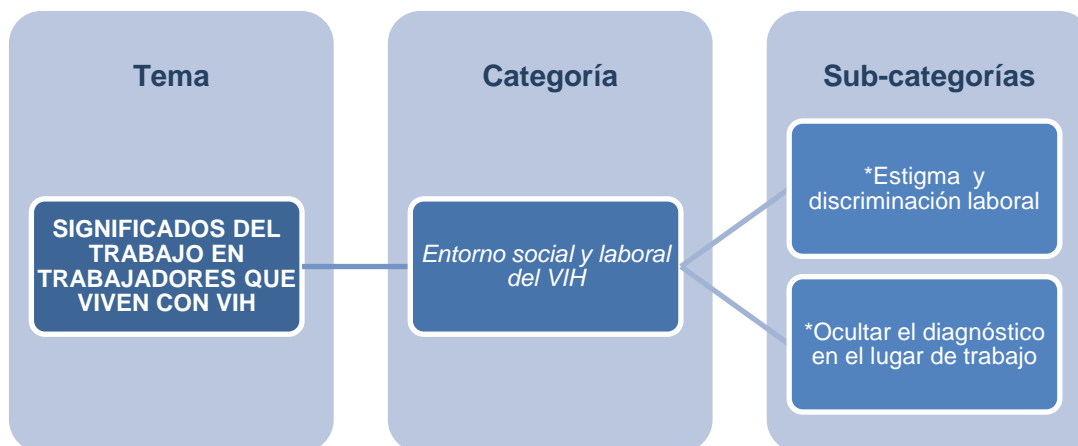 Tema
SIGNIFICADOS DEL
TRABAJO EN
TRABAJADORES QUE
VIVEN CON VIH
Categoría
Entorno social y laboral
del VIH
Sub-categorías
*Estigma y
discriminación laboral
*Ocultar el diagnóstico
en el lugar de trabajo